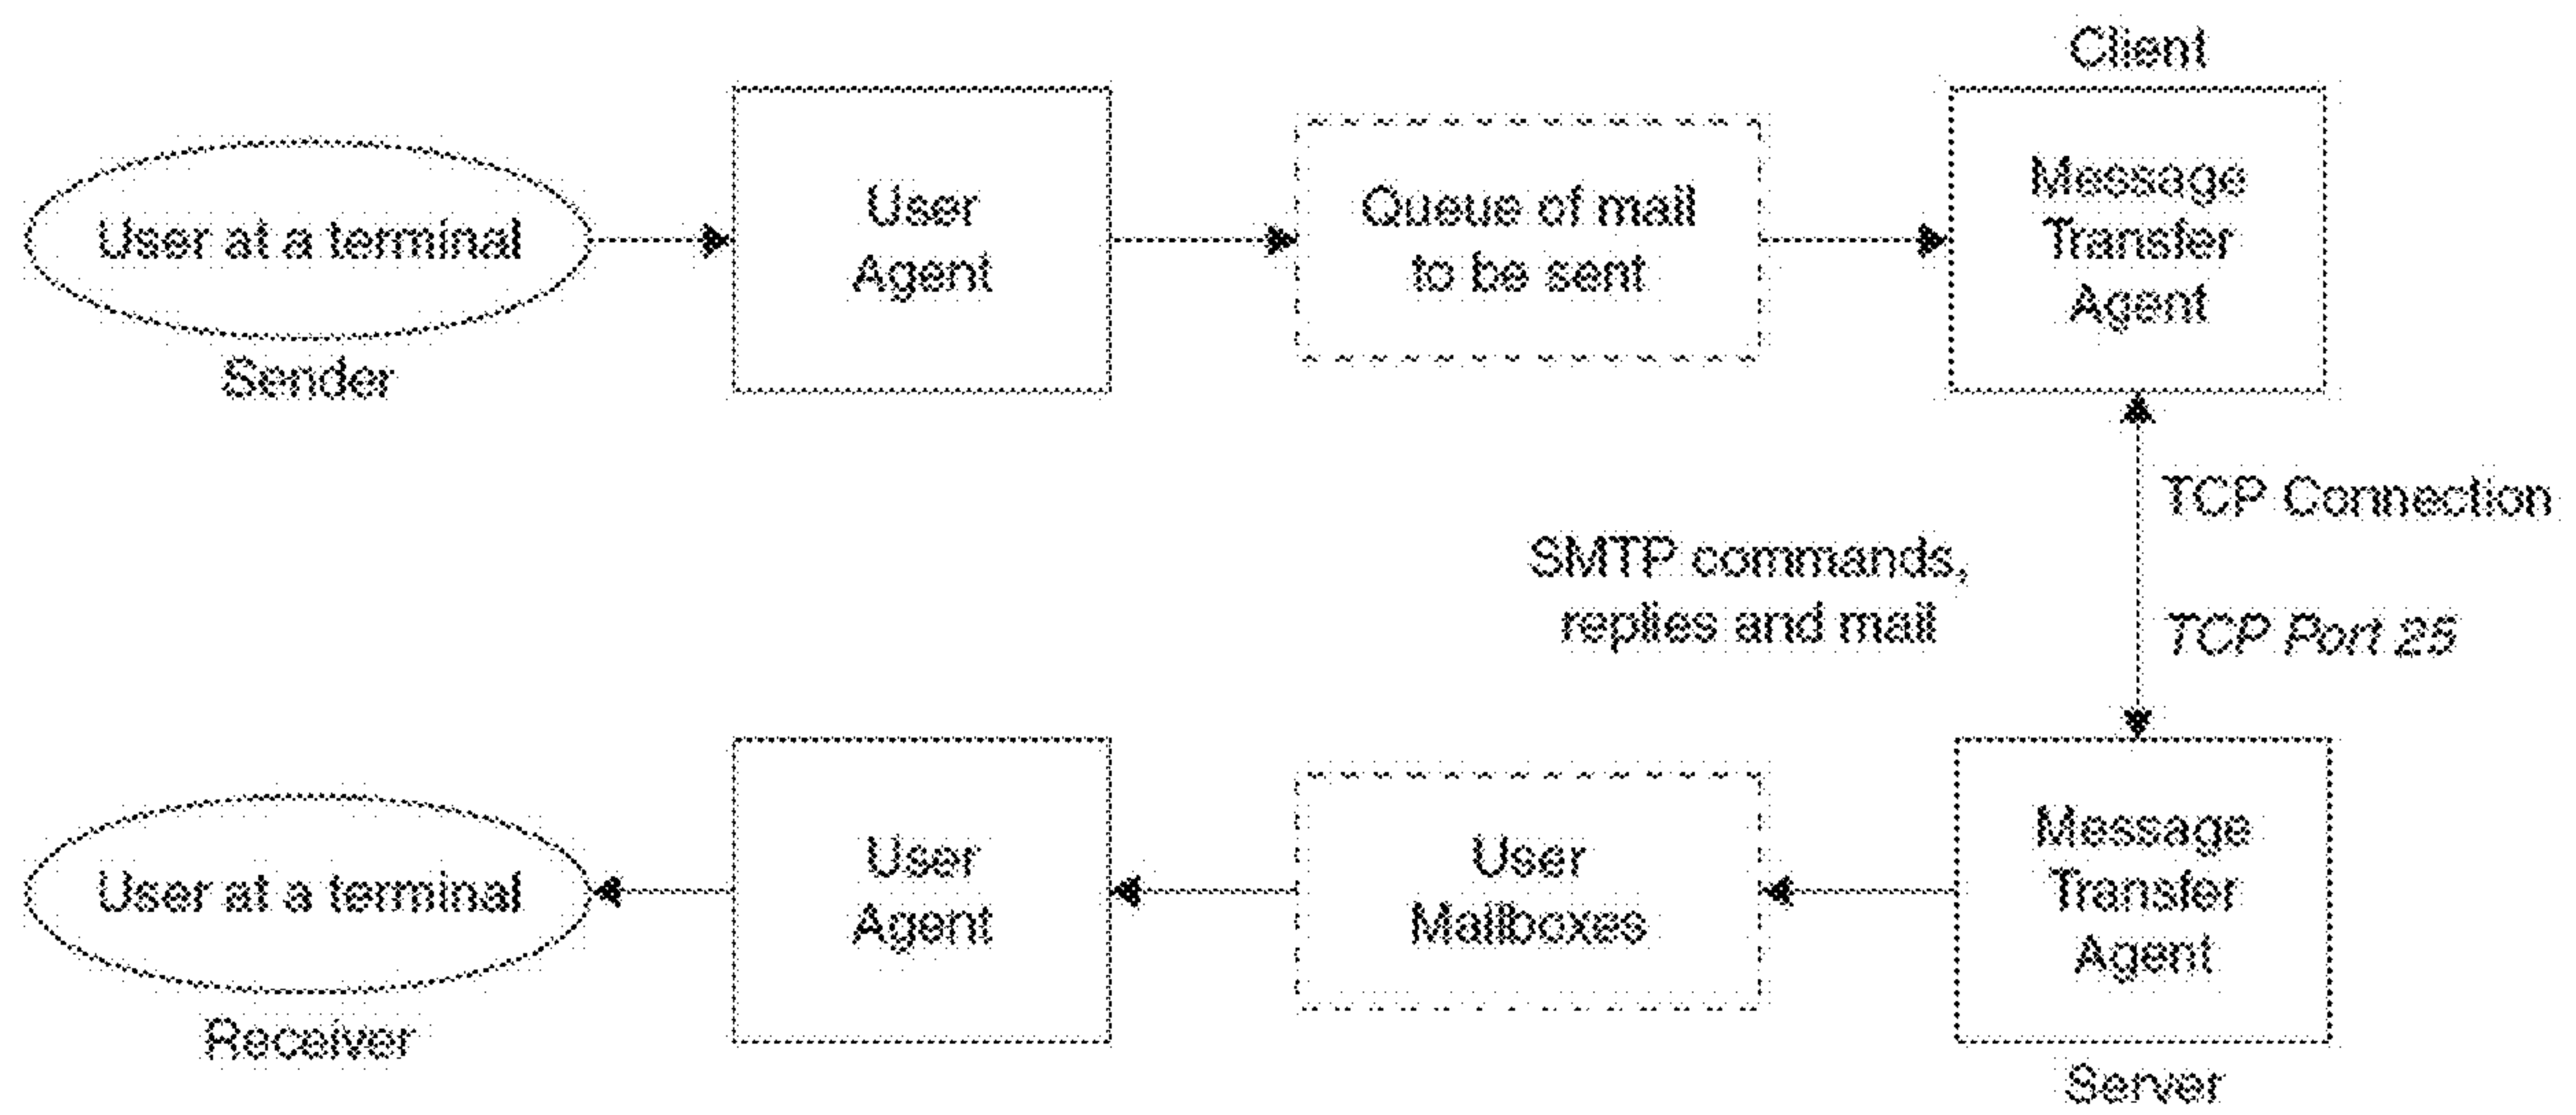 Client
User at a terminal
Sender
User
Agent
Queue of mail
to be sent
Message
Transfer
Agent
TCP Connection
SMTP commands,
replies and mail
TCP Port 25
User at a terminal
Receiver
User
Agent
User
Mailboxes
Message
Transfer
Agent
Server